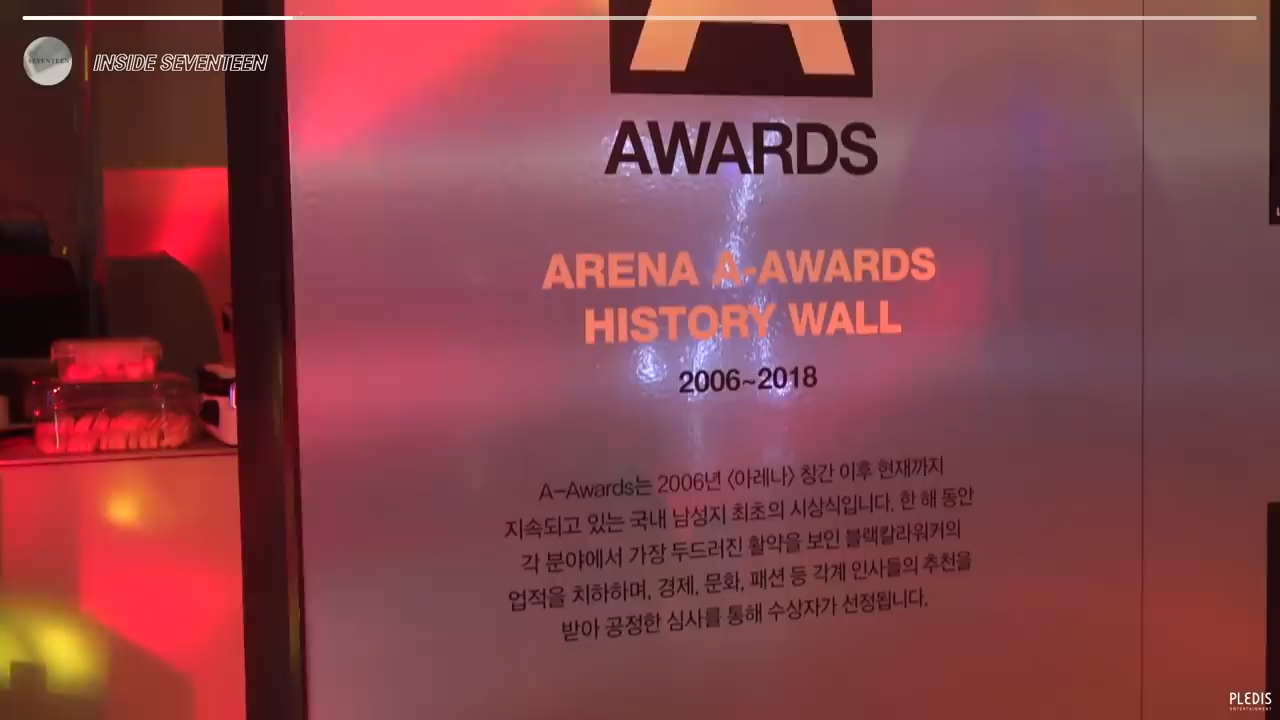 SEVENTEEN
INSIDE SEVENTEEN
A
AWARDS
ARENA A-AWARDS
HISTORY WALL
2006~2018
A-Awards는 2006년 <아레나> 창간 이후 현재까지
지속되고 있는 국내 남성지 최초의 시상식입니다. 한 해 동안
각 분야에서 가장 두드러진 활약을 보인 블랙칼라워커의
업적을 치하하며, 경제, 문화, 패션 등 각계 인사들의 추천을
받아 공정한 심사를 통해 수상자가 선정됩니다.
PLEDIS
ENTERTAINMENT